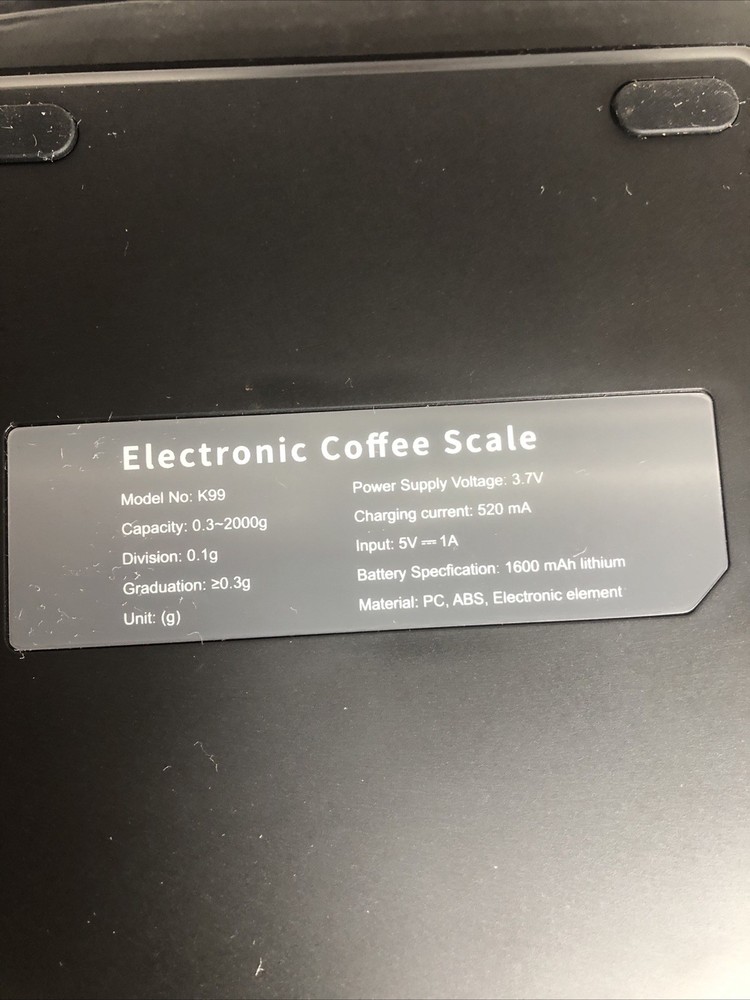 Electronic Coffee Scale
Model No: K99
Capacity: 0.3~2000g
Division: 0.1g
Graduation: ≥0.3g
Unit: (g)
Power Supply Voltage: 3.7V
Charging current: 520 mA
Input: 5V ⎓ 1A
Battery Specfication: 1600 mAh lithium
Material: PC, ABS, Electronic element